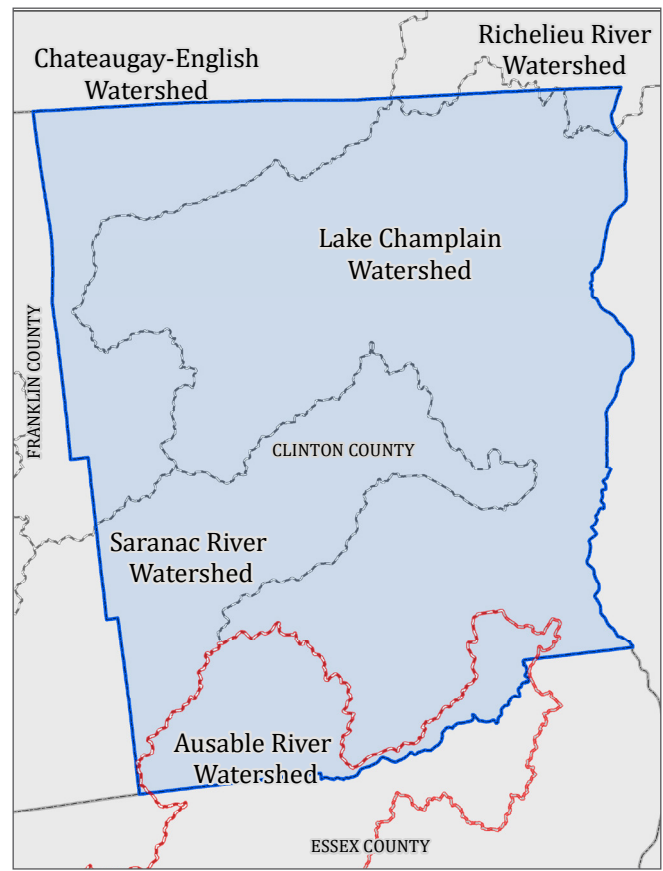 Richelieu River
Watershed
Chateaugay-English
Watershed
Lake Champlain
Watershed
FRANKLIN COUNTY
CLINTON COUNTY
Saranac River
Watershed
Ausable River
Watershed
ESSEX COUNTY